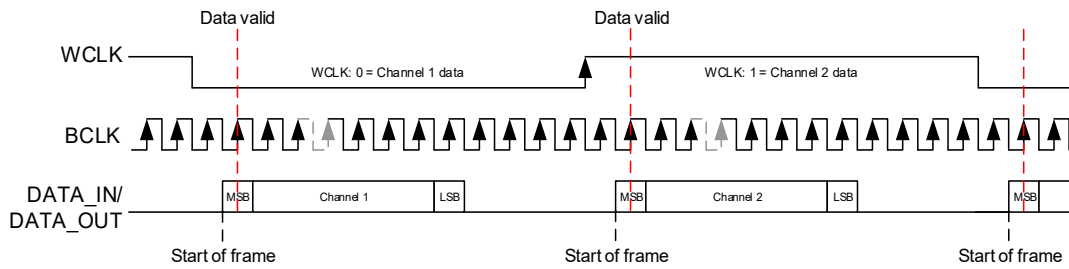 Data valid
Data valid
WCLK
WCLK: 0 = Channel 1 data
WCLK: 1 = Channel 2 data
BCLK
DATA_IN/
DATA_OUT
MSB
Channel 1
LSB
MSB
Channel 2
LSB
MSB
Start of frame
Start of frame
Start of frame